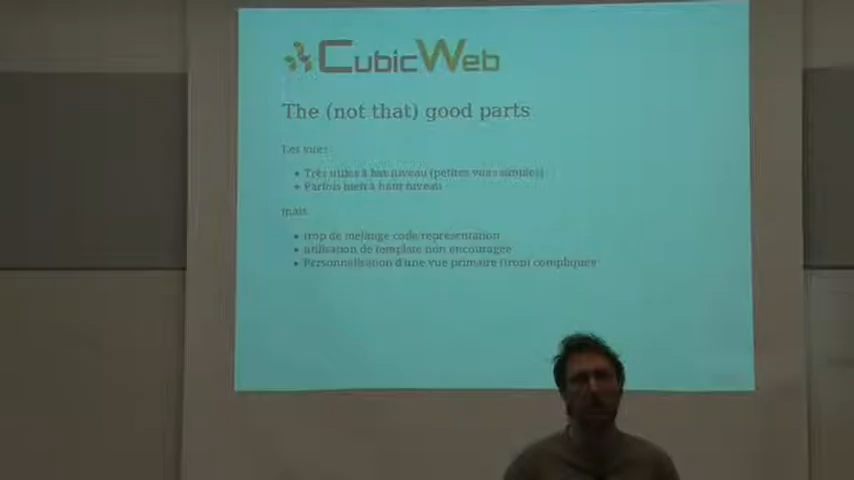 CubicWeb
The (not that) good parts
Les vues
Très utiles à bas niveau (petites vues simples)
Parfois bien à haut niveau
mais
trop de mélange code/representation
utilisation de template non encouragée
Personnalisation d'une vue primaire (trop) compliquée